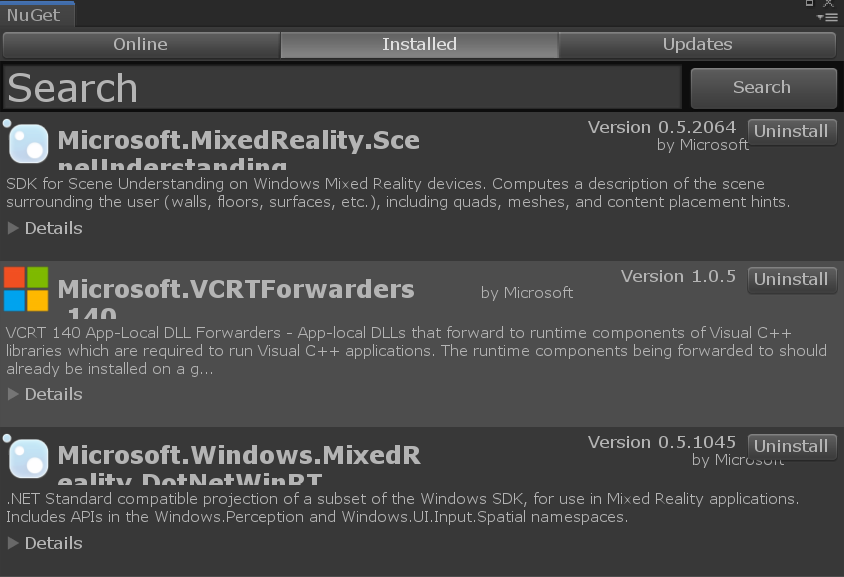 NuGet
Online Installed Updates
Search Search
Microsoft.MixedReality.Sce Version 0.5.2064 Uninstall
neUnderstanding by Microsoft
SDK for Scene Understanding on Windows Mixed Reality devices. Computes a description of the scene
surrounding the user (walls, floors, surfaces, etc.), including quads, meshes, and content placement hints.
Details
Microsoft.VCRTForwarders by Microsoft Version 1.0.5 Uninstall
_140
VCRT 140 App-Local DLL Forwarders - App-local DLLs that forward to runtime components of Visual C++
libraries which are required to run Visual C++ applications. The runtime components being forwarded to should
already be installed on a g...
Details
Microsoft.Windows.MixedR Version 0.5.1045 Uninstall
eality.DotNetWinRT by Microsoft
.NET Standard compatible projection of a subset of the Windows SDK, for use in Mixed Reality applications.
Includes APIs in the Windows.Perception and Windows.UI.Input.Spatial namespaces.
Details